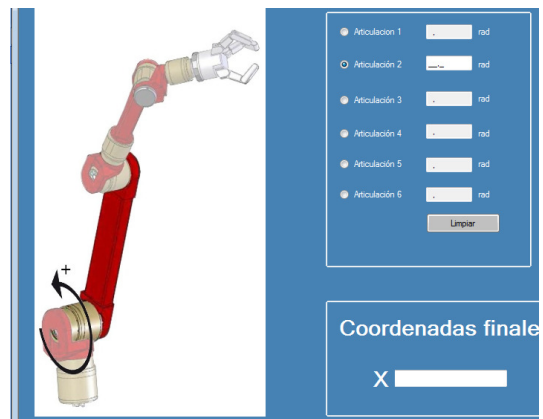 Articulacion 1 . rad
Articulación 2 __._ rad
Articulación 3 . rad
Articulación 4 . rad
Articulación 5 . rad
Articulación 6 . rad
Limpiar
+
Coordenadas finale
X